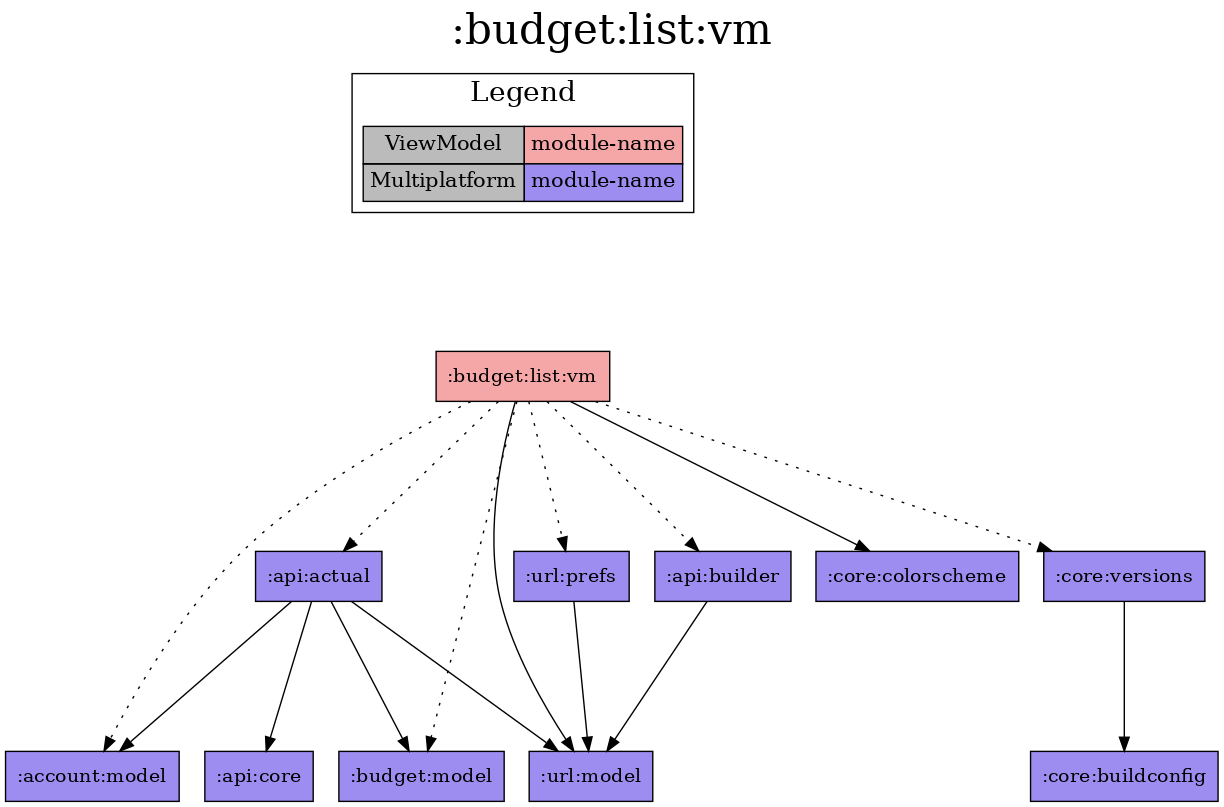 :budget:list:vm
Legend
ViewModel module-name
Multiplatform module-name
:budget:list:vm
:api:actual :url:prefs :api:builder :core:colorscheme :core:versions
:account:model :api:core :budget:model :url:model :core:buildconfig